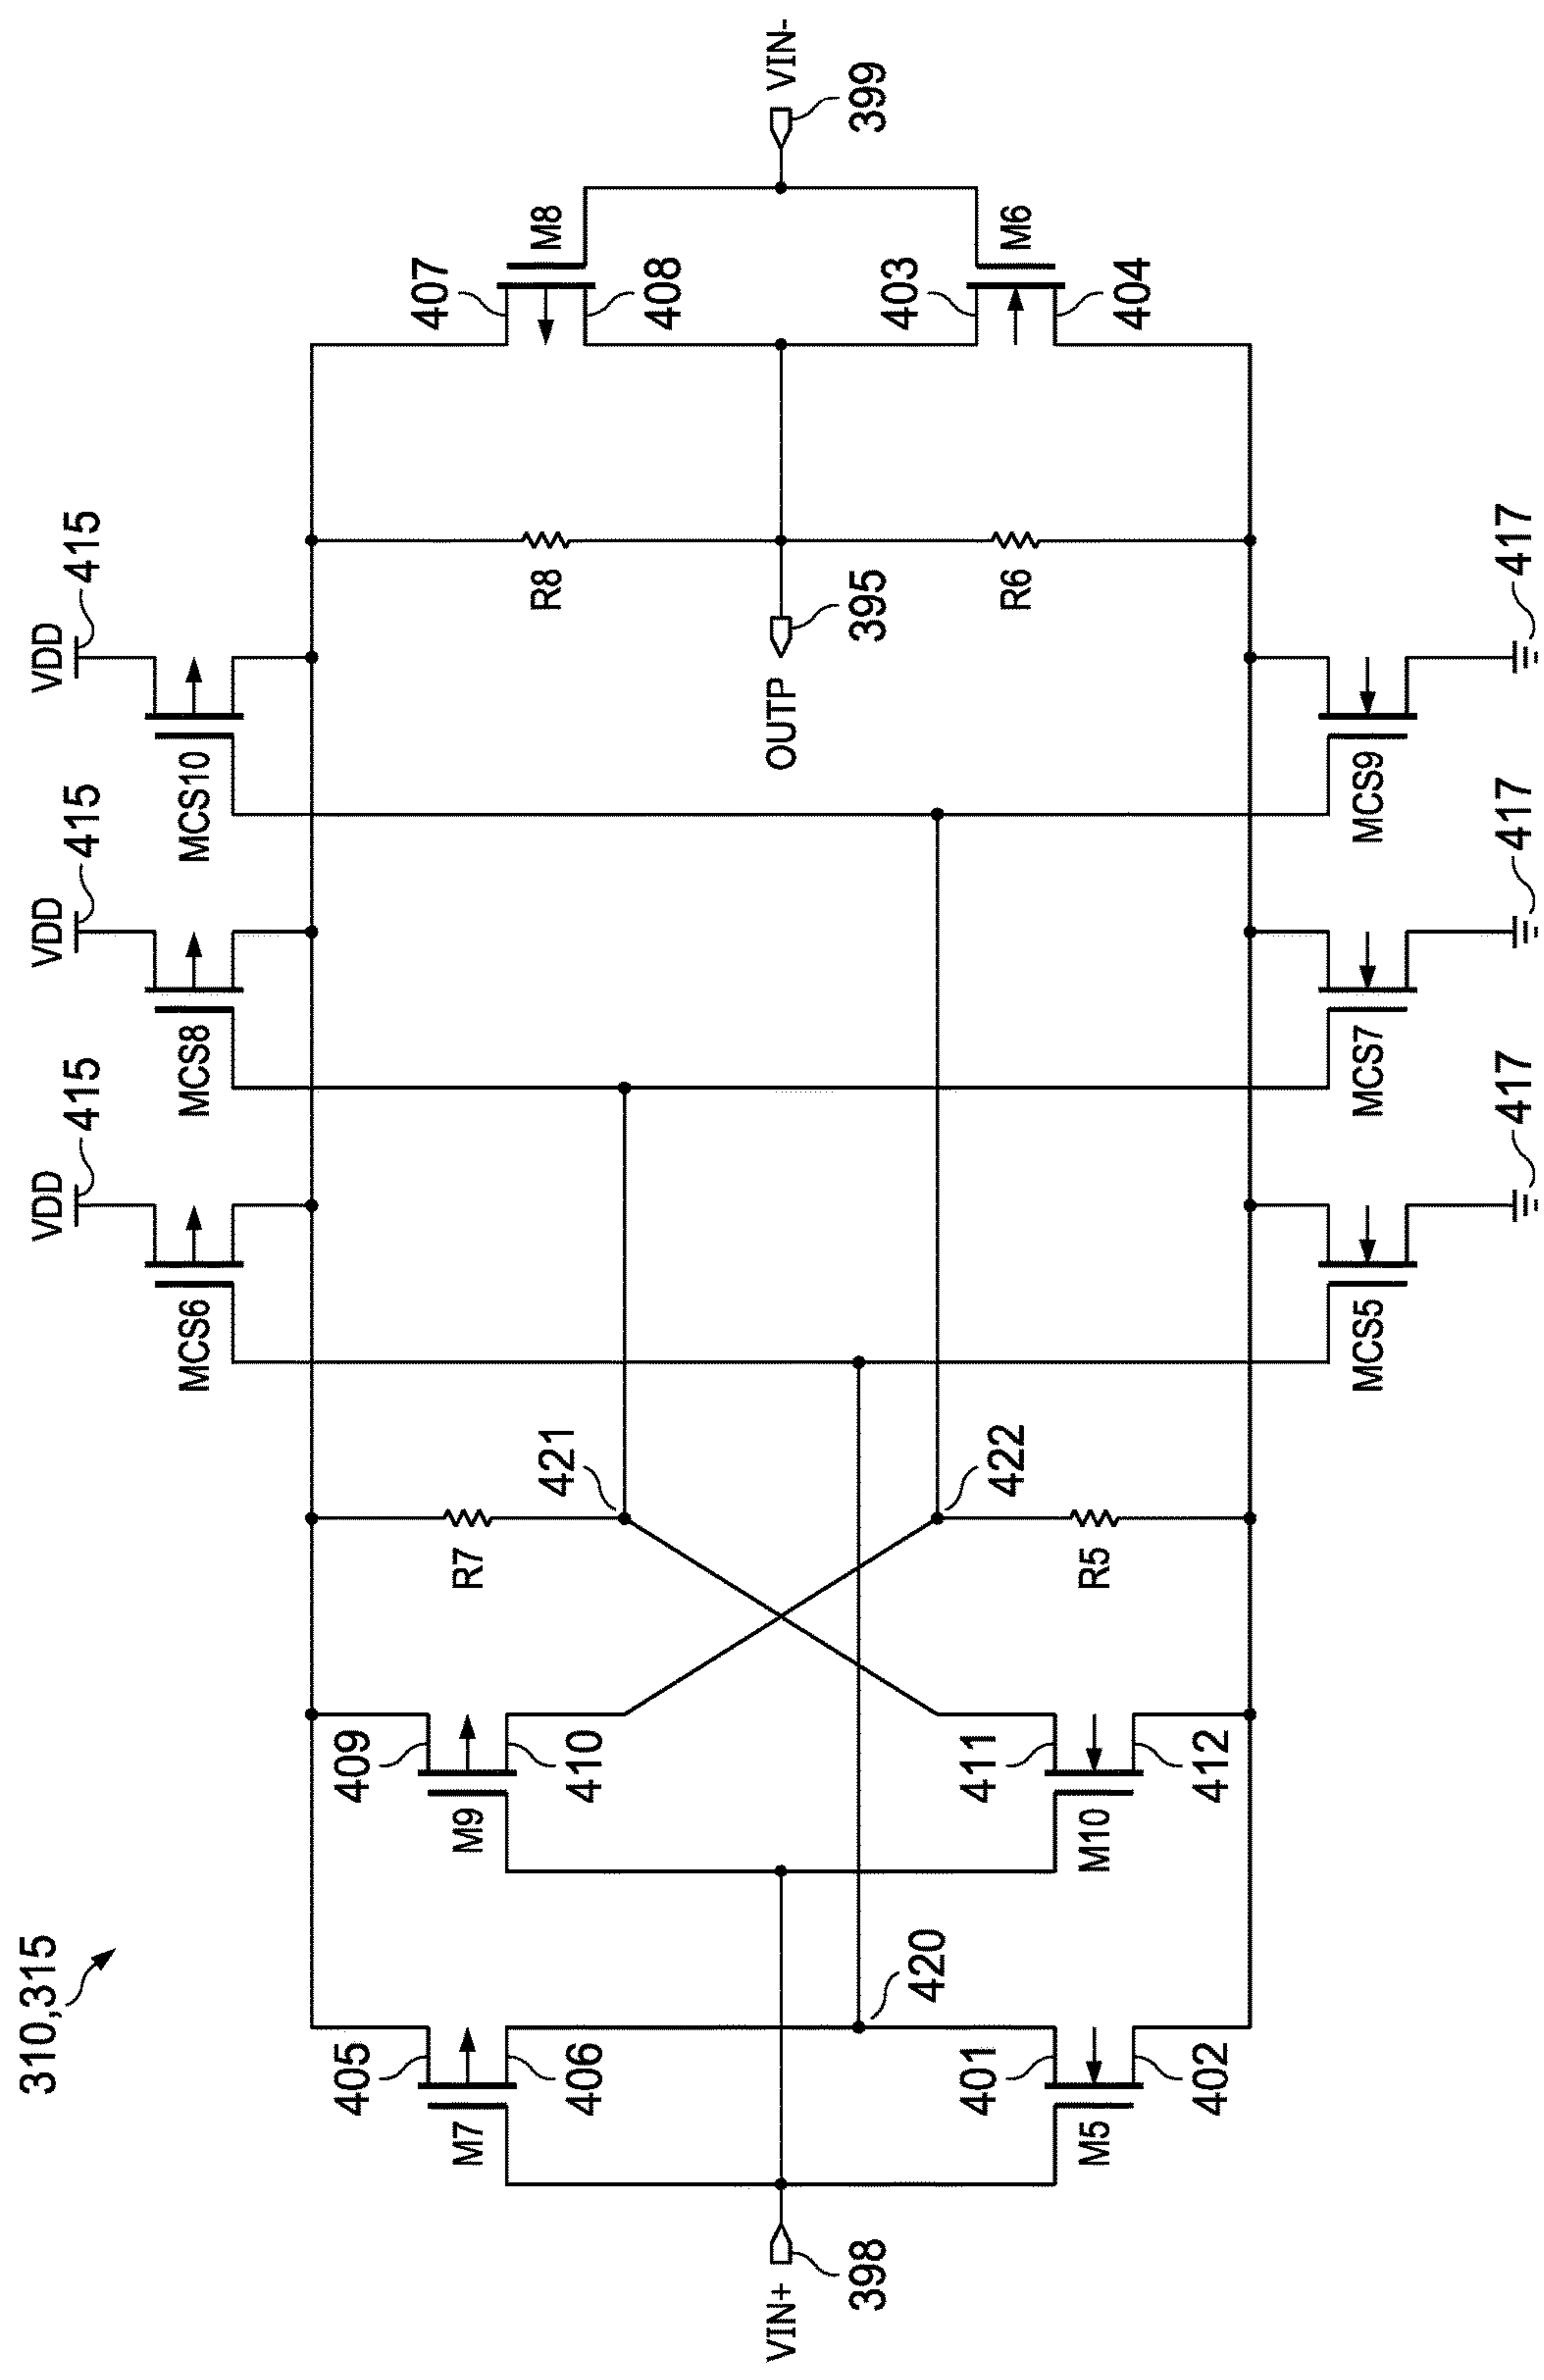 310,315
VDD
415
VDD
415
VDD
415
MCS6
MCS8
MCS10
405
M7
406
409
M9
410
R7
421
R8
407
M8
408
VIN+
398
OUTP
395
VIN-
399
420
422
401
M5
402
411
M10
412
R5
R6
403
M6
404
MCS5
MCS7
MCS9
417
417
417